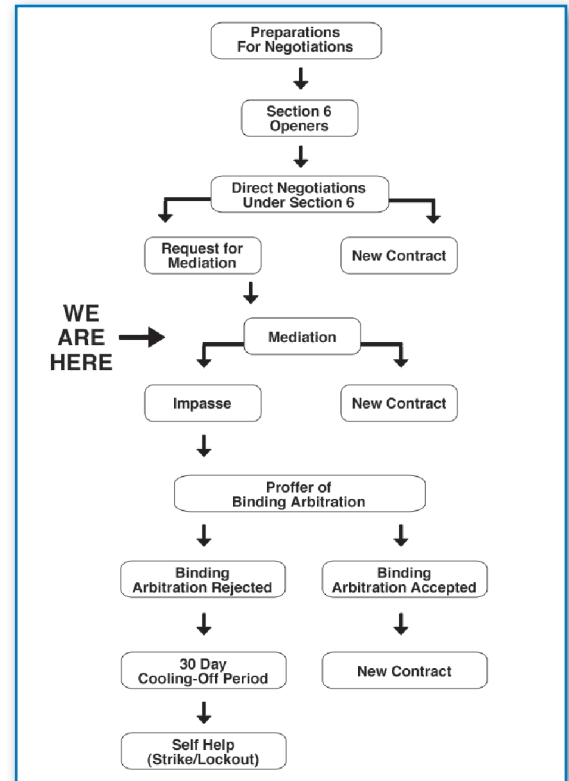 Preparations
For Negotiations
Section 6
Openers
Direct Negotiations
Under Section 6
Request for
Mediation
New Contract
WE
ARE
HERE
Mediation
Impasse
New Contract
Proffer of
Binding Arbitration
Binding
Arbitration Rejected
Binding
Arbitration Accepted
30 Day
Cooling-Off Period
New Contract
Self Help
(Strike/Lockout)